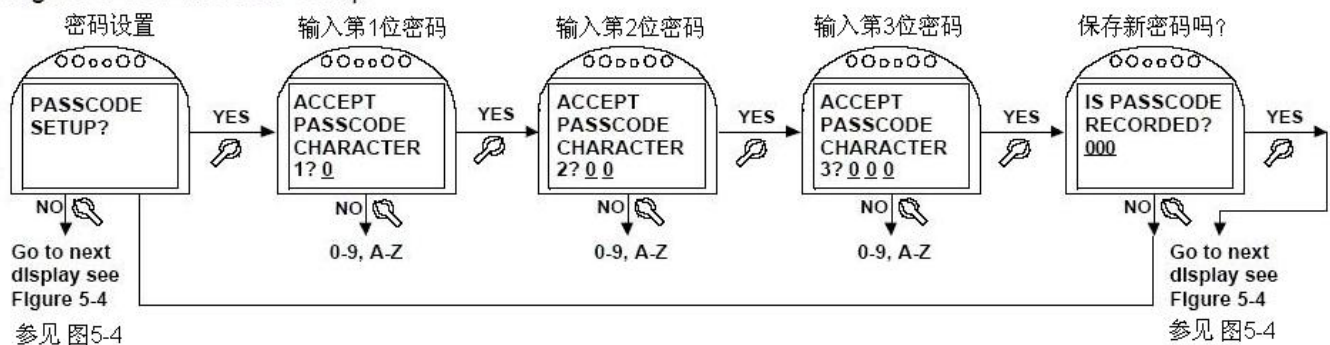 密码设置
PASSCODE
SETUP?
YES
NO
Go to next
display see
Figure 5-4
参见 图5-4
输入第1位密码
ACCEPT
PASSCODE
CHARACTER
1? 0
YES
NO
0-9, A-Z
输入第2位密码
ACCEPT
PASSCODE
CHARACTER
2? 0 0
YES
NO
0-9, A-Z
输入第3位密码
ACCEPT
PASSCODE
CHARACTER
3? 0 0 0
YES
NO
0-9, A-Z
保存新密码吗?
IS PASSCODE
RECORDED?
000
YES
NO
Go to next
display see
Figure 5-4
参见 图5-4